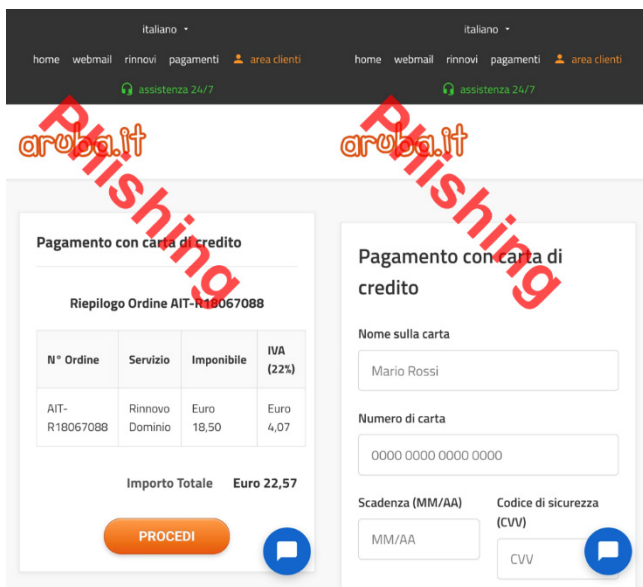 italiano
home webmail rinnovi pagamenti area clienti
assistenza 24/7
aruba.it
Phishing
Pagamento con carta di credito
Riepilogo Ordine AIT-R18067088
N° Ordine Servizio Imponibile IVA (22%)
AIT-R18067088 Rinnovo Dominio Euro 18,50 Euro 4,07
Importo Totale Euro 22,57
PROCEDI
italiano
home webmail rinnovi pagamenti area clienti
assistenza 24/7
aruba.it
Phishing
Pagamento con carta di
credito
Nome sulla carta
Mario Rossi
Numero di carta
0000 0000 0000 0000
Scadenza (MM/AA) Codice di sicurezza (CVV)
MM/AA CVV